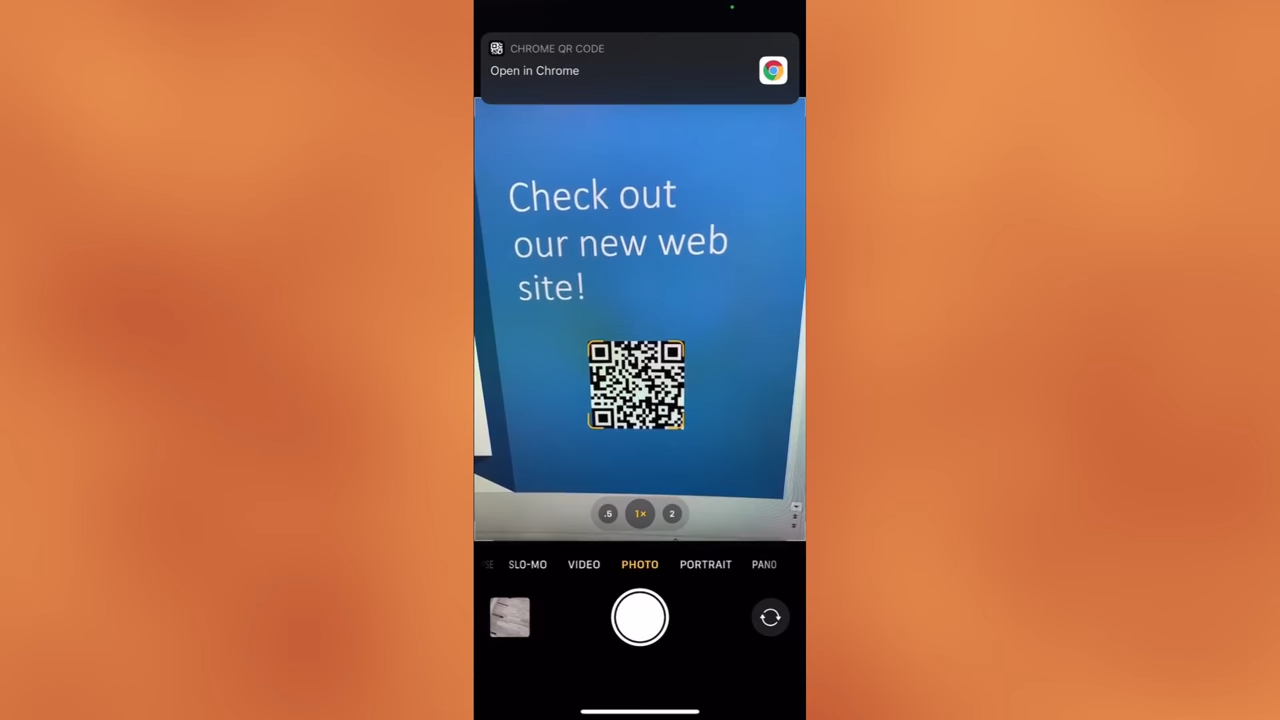 CHROME QR CODE
Open in Chrome
Check out
our new web
site!
.5 1× 2
SLO-MO VIDEO PHOTO PORTRAIT PANO